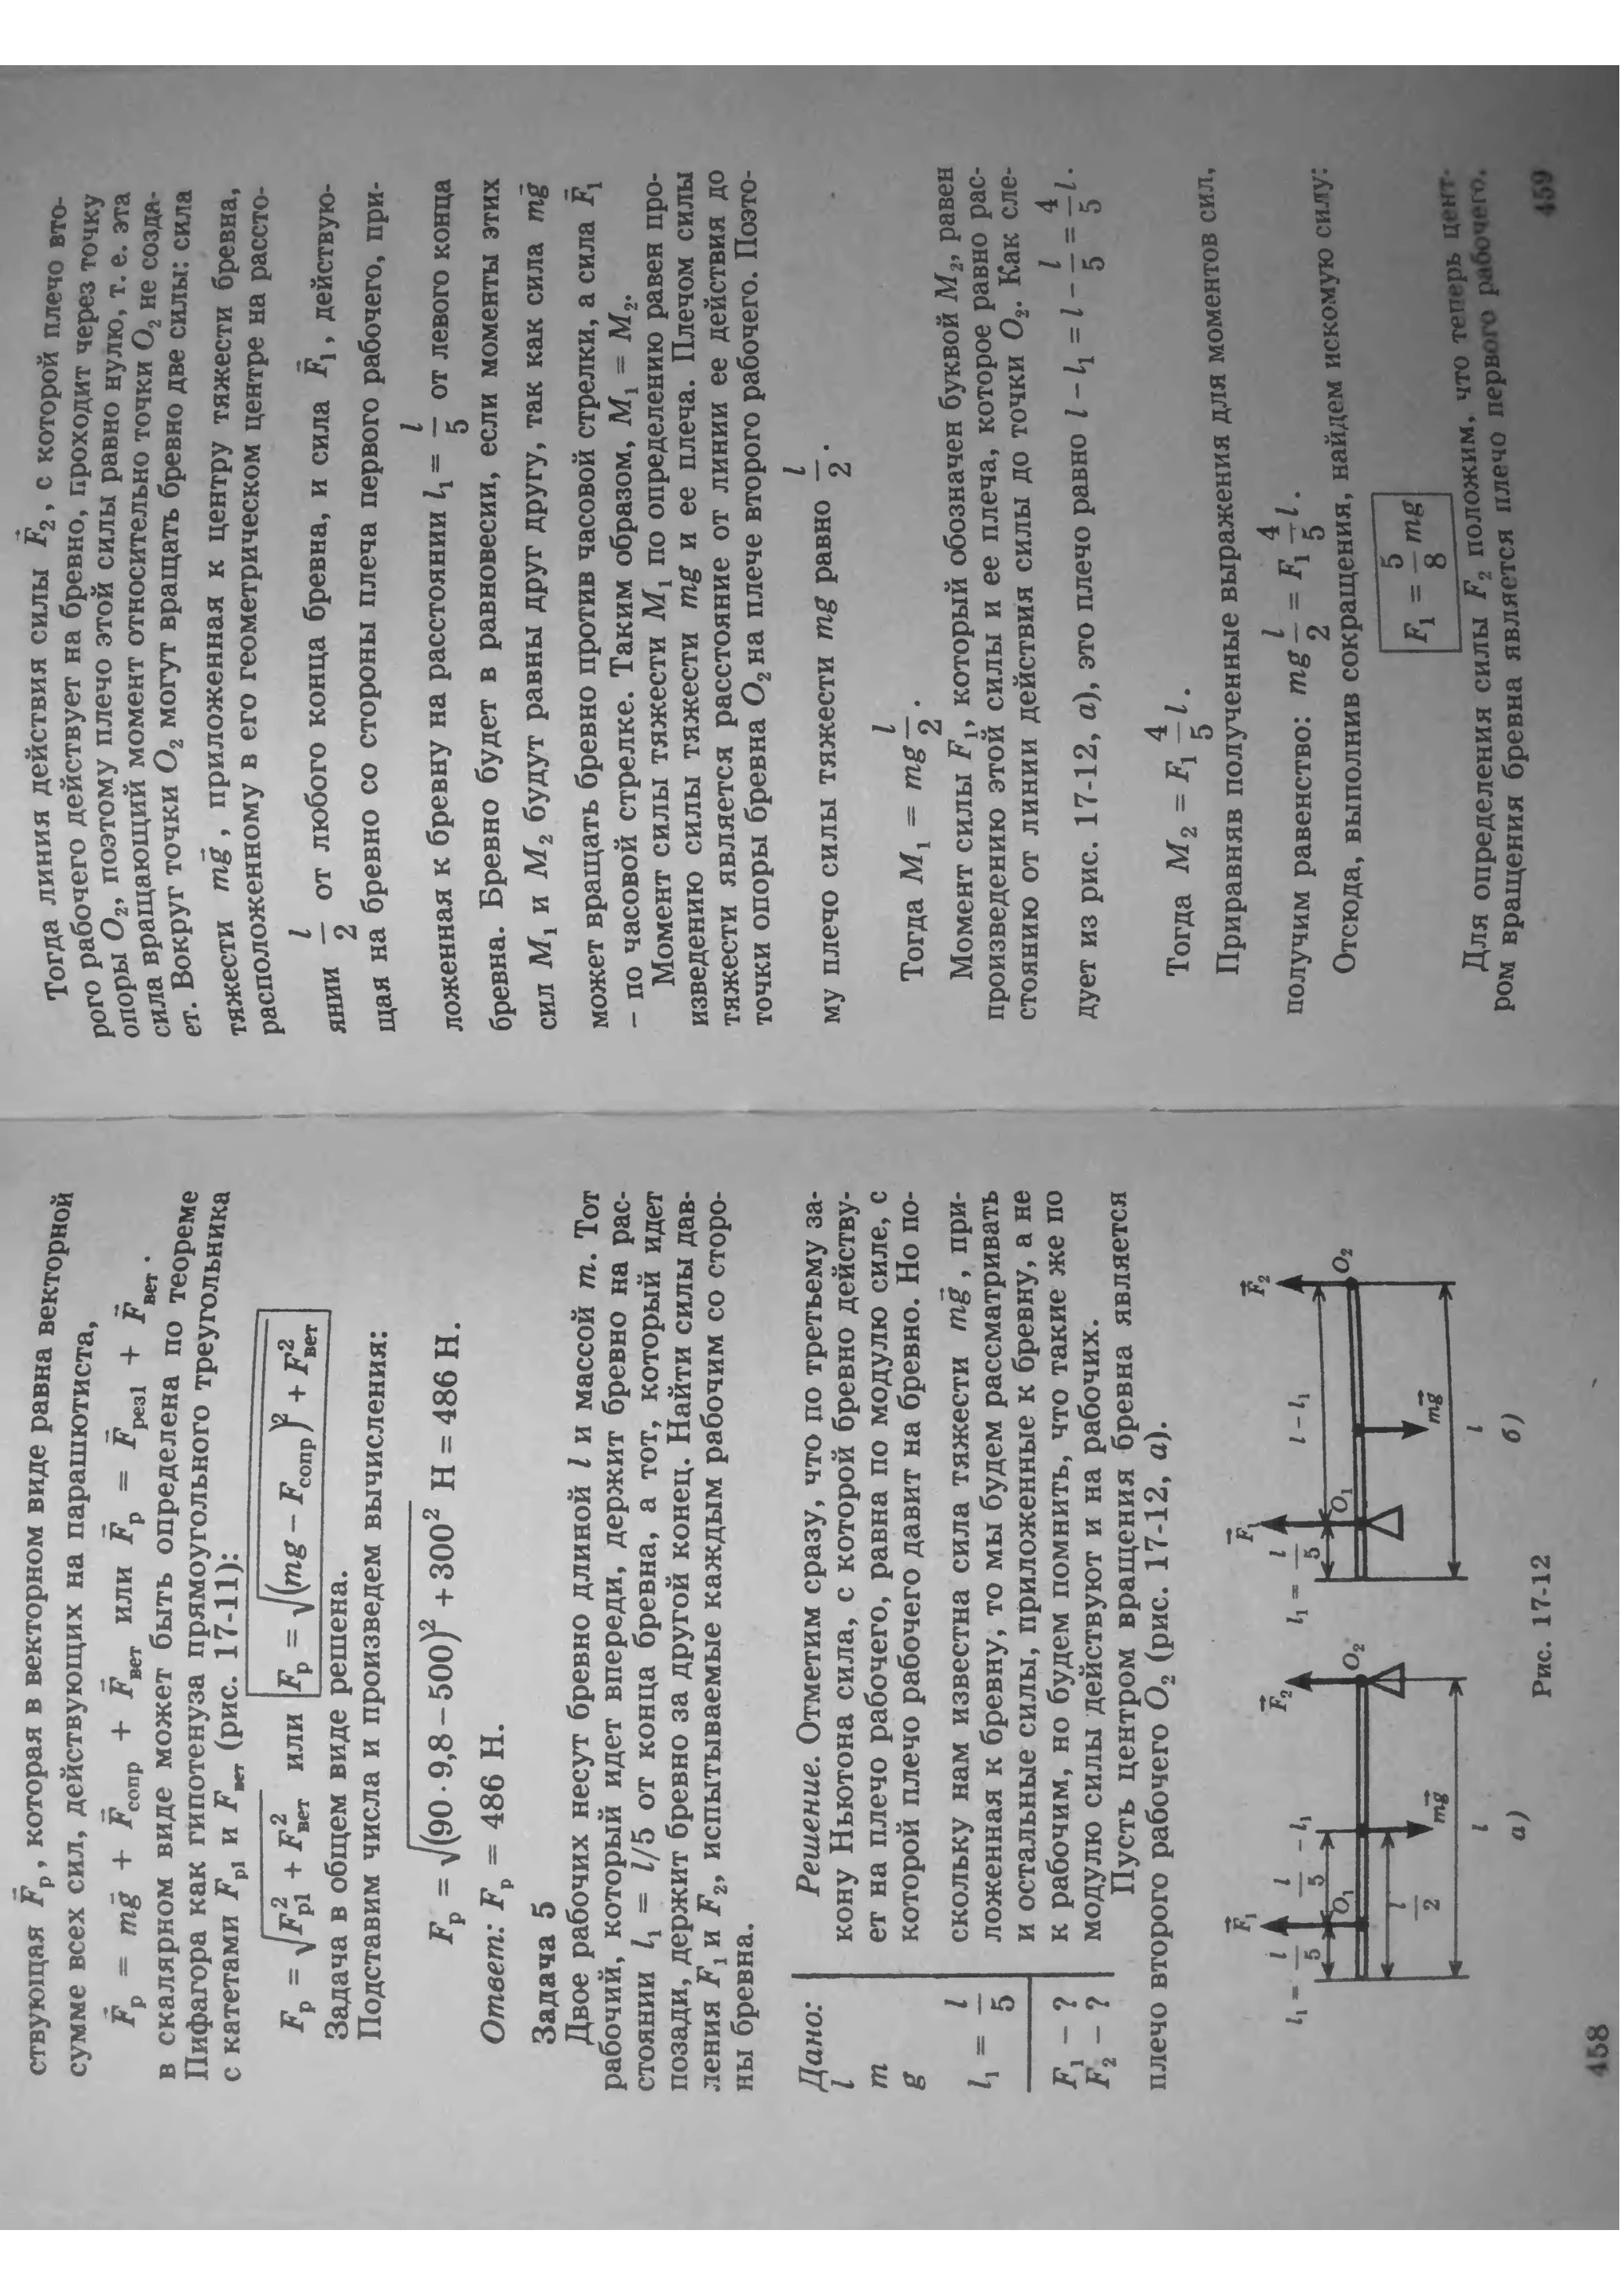 ствующая F⃗р, которая в векторном виде равна векторной
сумме всех сил, действующих на парашютиста,
F⃗р = mg⃗ + F⃗сопр + F⃗вет или F⃗р = F⃗рез1 + F⃗вет.
в скалярном виде может быть определена по теореме
Пифагора как гипотенуза прямоугольного треугольника
с катетами Fр1 и Fвет (рис. 17-11):
Fр = √(F²р1 + F²вет) или Fр = √((mg − Fсопр)² + F²вет)
Задача в общем виде решена.
Подставим числа и произведем вычисления:
Fр = √((90·9,8 − 500)² + 300²) Н = 486 Н.
Ответ: Fр = 486 Н.
Задача 5
Двое рабочих несут бревно длиной l и массой m. Тот
рабочий, который идет впереди, держит бревно на рас-
стоянии l₁ = l/5 от конца бревна, а тот, который идет
позади, держит бревно за другой конец. Найти силы дав-
ления F₁ и F₂, испытываемые каждым рабочим со сторо-
ны бревна.
Дано:
l
m
g
l₁ = l/5
F₁ – ?
F₂ – ?
Решение. Отметим сразу, что по третьему за-
кону Ньютона сила, с которой бревно действу-
ет на плечо рабочего, равна по модулю силе, с
которой плечо рабочего давит на бревно. Но по-
скольку нам известна сила тяжести mg⃗, при-
ложенная к бревну, то мы будем рассматривать
и остальные силы, приложенные к бревну, а не
к рабочим, но будем помнить, что такие же по
модулю силы действуют и на рабочих.
Пусть центром вращения бревна является
плечо второго рабочего O₂ (рис. 17-12, а).
l₁ = l/5
F⃗₁
l/5 – l₁
F⃗₂
O₁
O₂
l/2
mg⃗
l
а)
l₁ = l/5
F⃗₁
l – l₁
F⃗₂
O₁
O₂
mg⃗
l
б)
Рис. 17-12
458
Тогда линия действия силы F⃗₂, с которой плечо вто-
рого рабочего действует на бревно, проходит через точку
опоры O₂, поэтому плечо этой силы равно нулю, т. е. эта
сила вращающий момент относительно точки O₂ не созда-
ет. Вокруг точки O₂ могут вращать бревно две силы: сила
тяжести mg⃗, приложенная к центру тяжести бревна,
расположенному в его геометрическом центре на рассто-
янии l/2 от любого конца бревна, и сила F⃗₁, действую-
щая на бревно со стороны плеча первого рабочего, при-
ложенная к бревну на расстоянии l₁ = l/5 от левого конца
бревна. Бревно будет в равновесии, если моменты этих
сил M₁ и M₂ будут равны друг другу, так как сила mg⃗
может вращать бревно против часовой стрелки, а сила F⃗₁
– по часовой стрелке. Таким образом, M₁ = M₂.
Момент силы тяжести M₁ по определению равен про-
изведению силы тяжести mg и ее плеча. Плечом силы
тяжести является расстояние от линии ее действия до
точки опоры бревна O₂ на плече второго рабочего. Поэто-
му плечо силы тяжести mg равно l/2.
Тогда M₁ = mg l/2.
Момент силы F₁, который обозначен буквой M₂, равен
произведению этой силы и ее плеча, которое равно рас-
стоянию от линии действия силы до точки O₂. Как сле-
дует из рис. 17-12, а), это плечо равно l – l₁ = l – l/5 = 4/5 l.
Тогда M₂ = F₁ 4/5 l.
Приравняв полученные выражения для моментов сил,
получим равенство: mg l/2 = F₁ 4/5 l.
Отсюда, выполнив сокращения, найдем искомую силу:
F₁ = 5/8 mg
Для определения силы F₂ положим, что теперь цент-
ром вращения бревна является плечо первого рабочего.
459